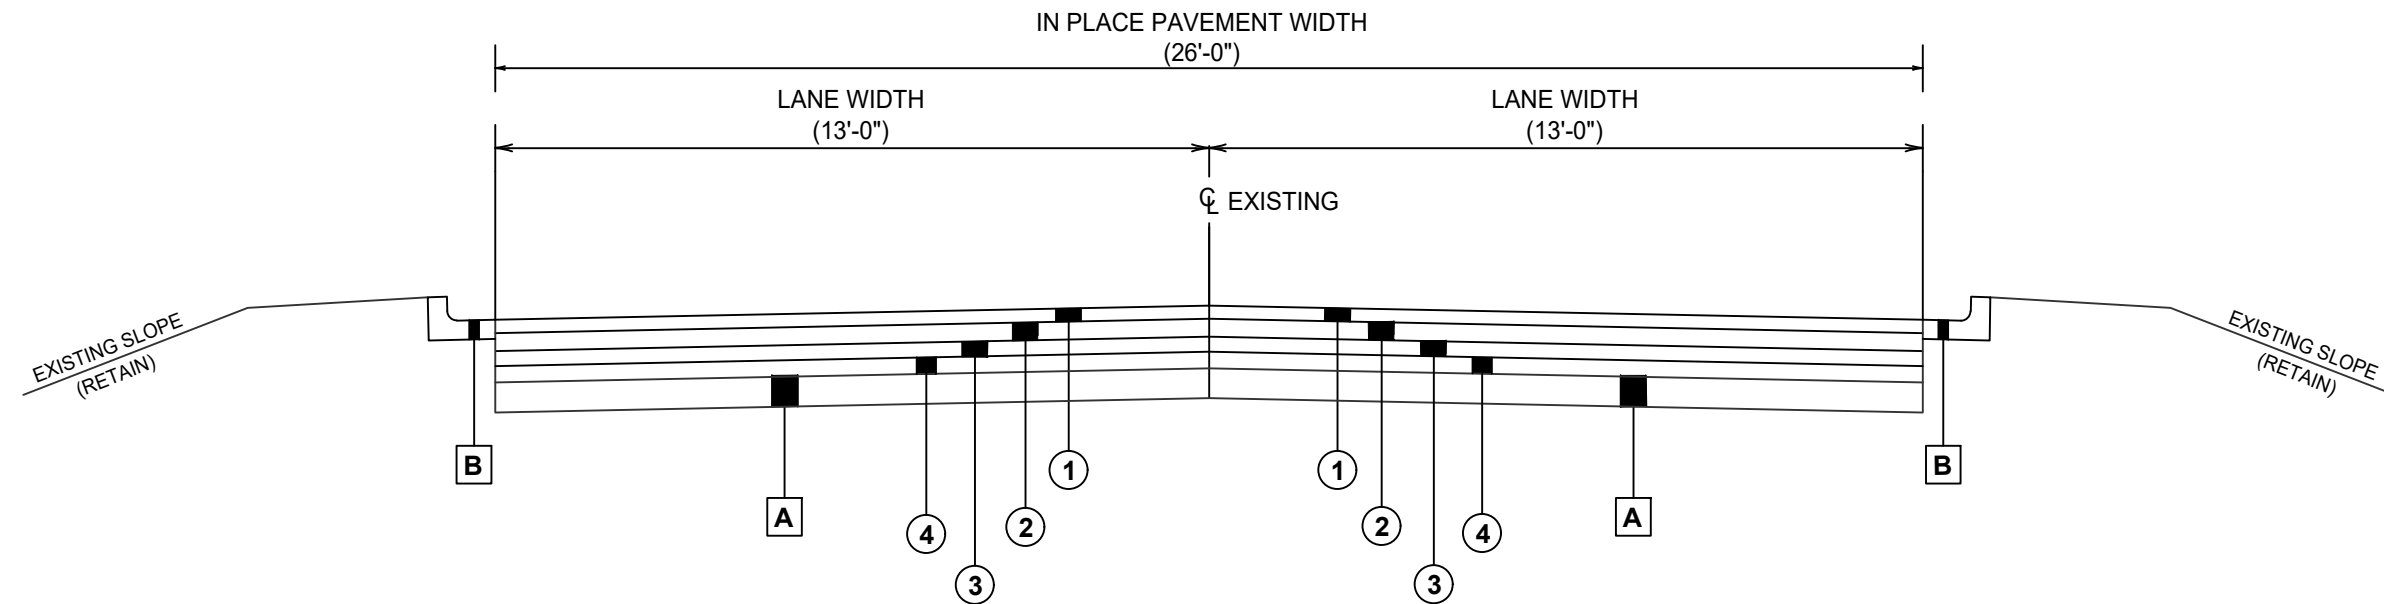 IN PLACE PAVEMENT WIDTH
(26'-0")
LANE WIDTH
(13'-0")
LANE WIDTH
(13'-0")
℄ EXISTING
EXISTING SLOPE
(RETAIN)
EXISTING SLOPE
(RETAIN)
B
A
4
3
2
1
1
2
3
4
A
B